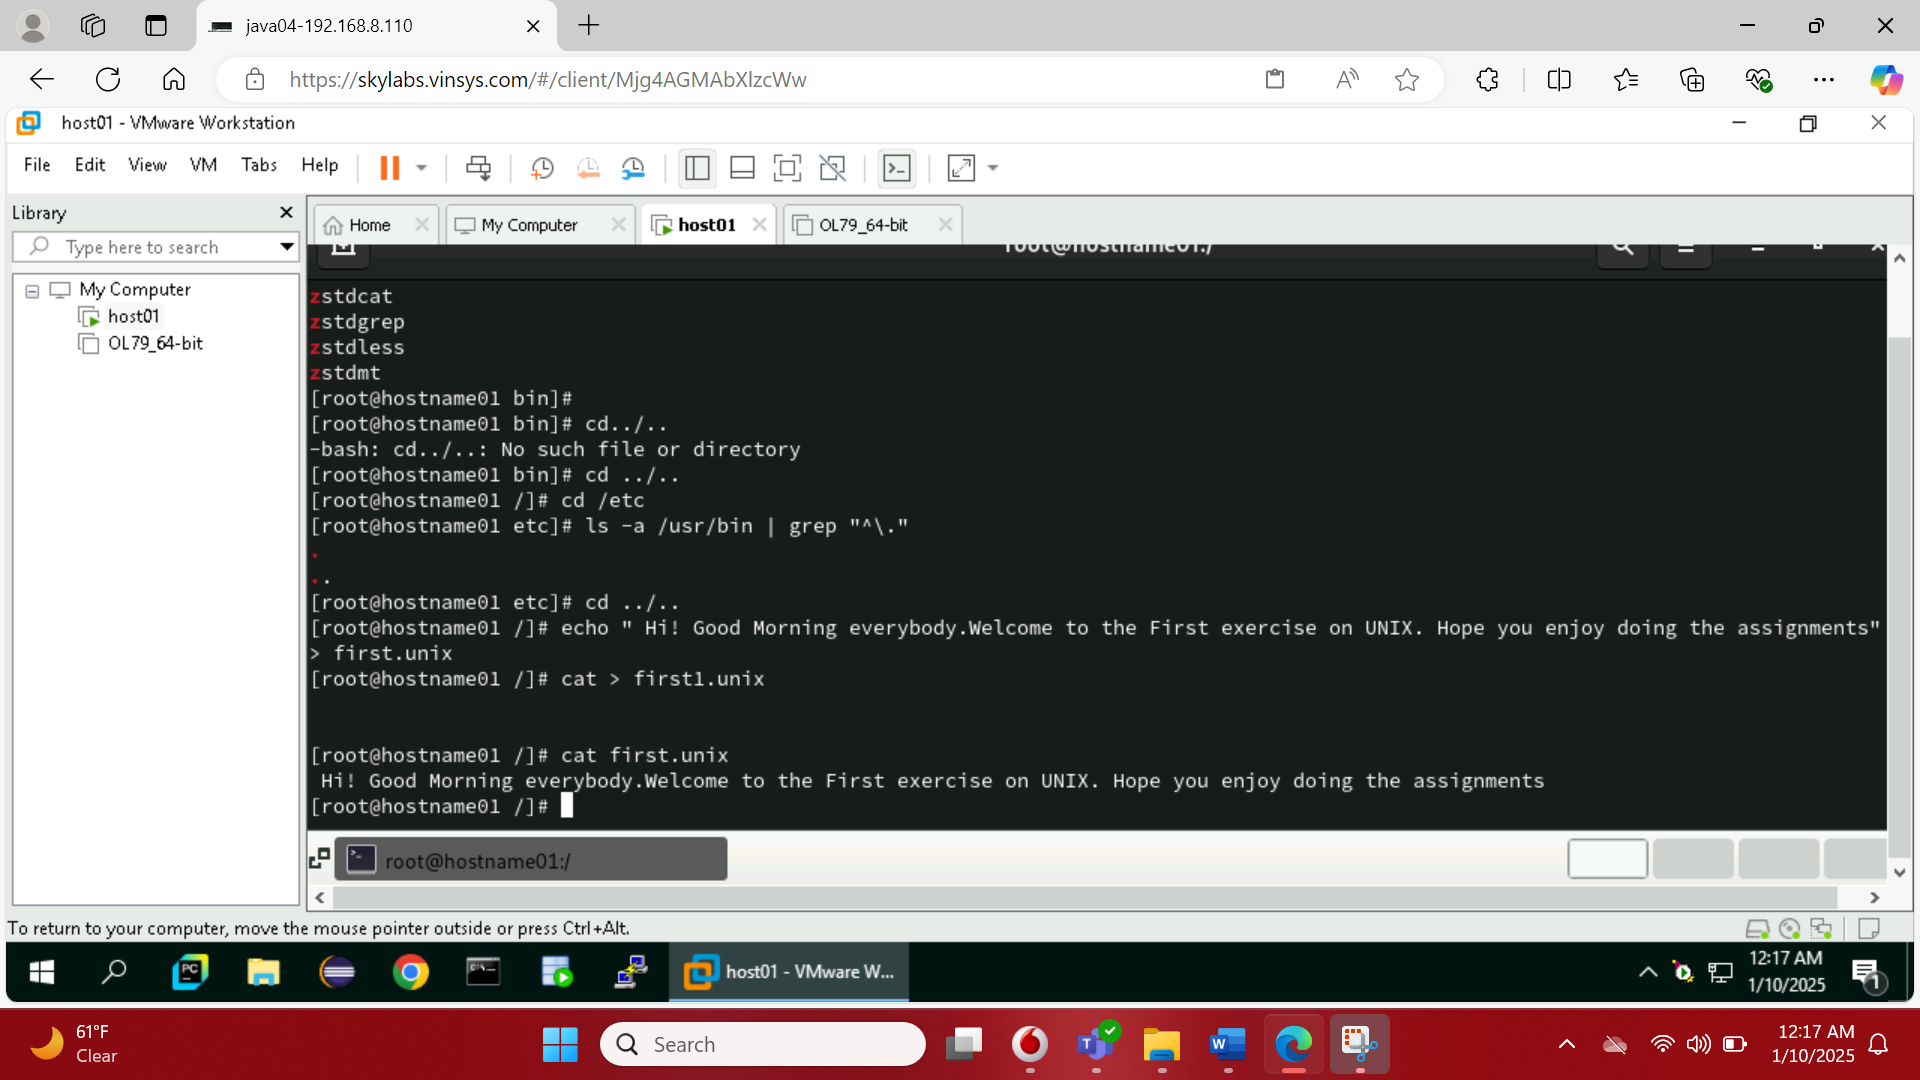 java04-192.168.8.110
https://skylabs.vinsys.com/#/client/Mjg4AGMAbXlzcWw
host01 - VMware Workstation
File Edit View VM Tabs Help
Library
Type here to search
My Computer
host01
OL79_64-bit
Home
My Computer
host01
OL79_64-bit
root@hostname01:/
zstdcat
zstdgrep
zstdless
zstdmt
[root@hostname01 bin]#
[root@hostname01 bin]# cd../..
-bash: cd../..: No such file or directory
[root@hostname01 bin]# cd ../..
[root@hostname01 /]# cd /etc
[root@hostname01 etc]# ls -a /usr/bin | grep "^\."
.
..
[root@hostname01 etc]# cd ../..
[root@hostname01 /]# echo " Hi! Good Morning everybody.Welcome to the First exercise on UNIX. Hope you enjoy doing the assignments"
> first.unix
[root@hostname01 /]# cat > first1.unix
[root@hostname01 /]# cat first.unix
Hi! Good Morning everybody.Welcome to the First exercise on UNIX. Hope you enjoy doing the assignments
[root@hostname01 /]#
root@hostname01:/
To return to your computer, move the mouse pointer outside or press Ctrl+Alt.
host01 - VMware W...
12:17 AM
1/10/2025
1
61°F
Clear
Search
12:17 AM
1/10/2025